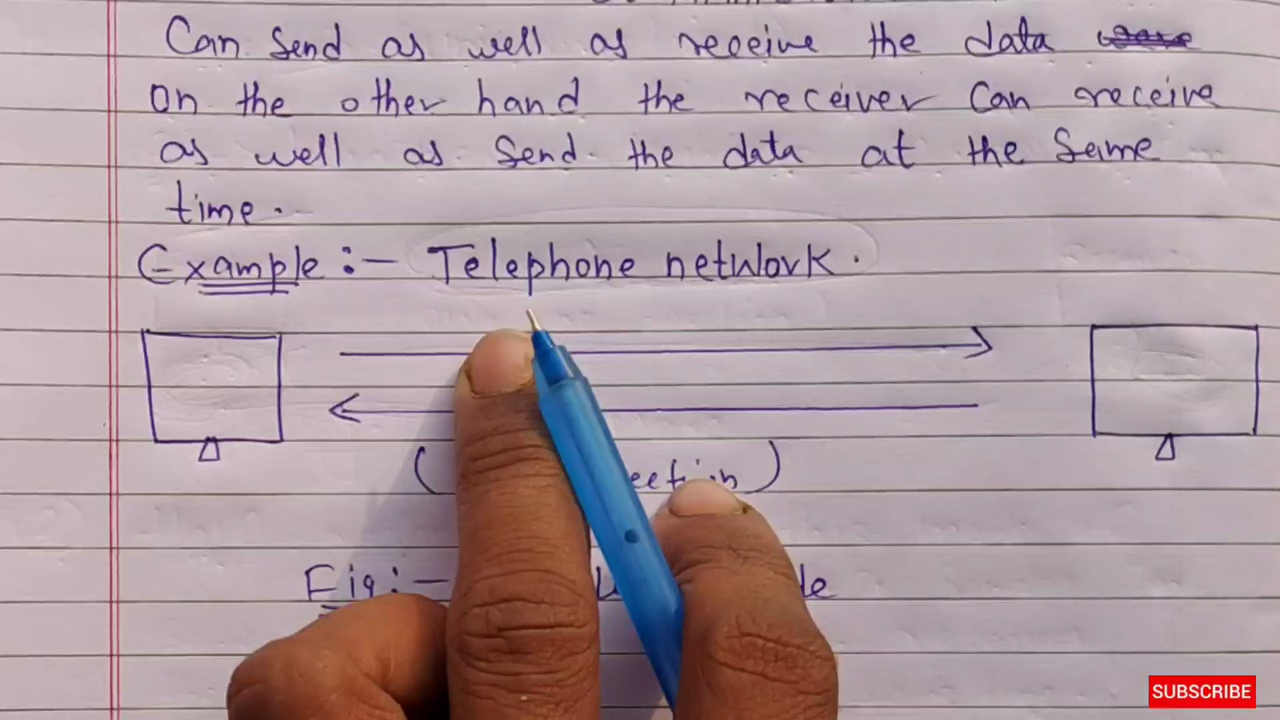 Can Send as well as receive the data
On the other hand the receiver Can receive
as well as Send the data at the Same
time.
Example :- Telephone network.
( )
Fig:-
SUBSCRIBE